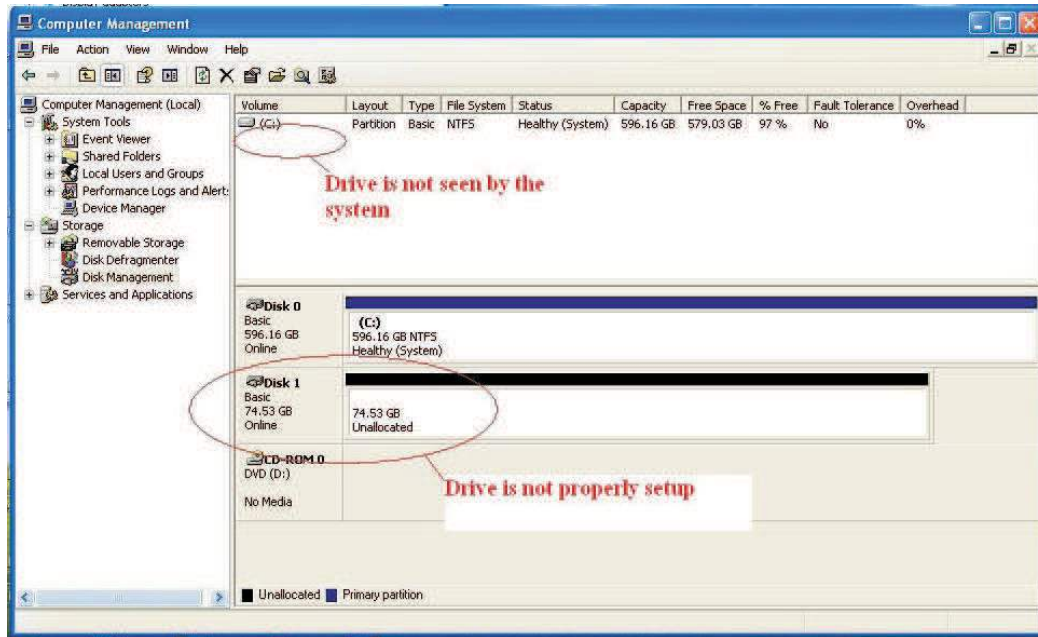 Computer Management
File Action View Window Help
Computer Management (Local)
System Tools
Event Viewer
Shared Folders
Local Users and Groups
Performance Logs and Alert:
Device Manager
Storage
Removable Storage
Disk Defragmenter
Disk Management
Services and Applications
Volume Layout Type File System Status Capacity Free Space % Free Fault Tolerance Overhead
(C:) Partition Basic NTFS Healthy (System) 596.16 GB 579.03 GB 97 % No 0%
Drive is not seen by the
system
Disk 0
Basic
596.16 GB
Online
(C:)
596.16 GB NTFS
Healthy (System)
Disk 1
Basic
74.53 GB
Online
74.53 GB
Unallocated
CD-ROM 0
DVD (D:)
No Media
Drive is not properly setup
Unallocated Primary partition